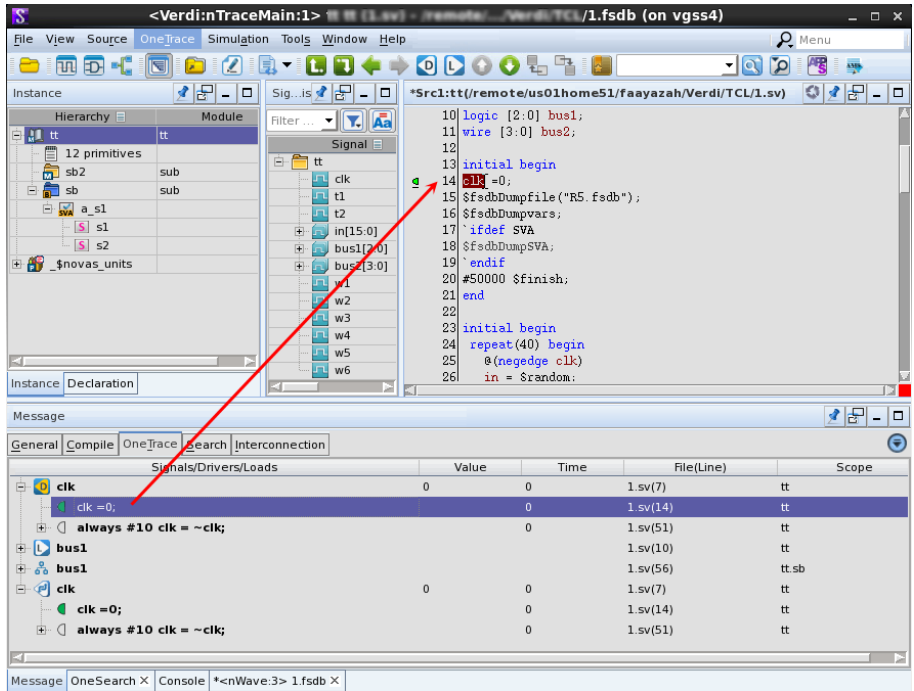 <Verdi:nTraceMain:1> tt tt (1.sv) - /remote/.../Verdi/TCL/1.fsdb (on vgss4)
File View Source OneTrace Simulation Tools Window Help
Menu
Instance
Hierarchy Module
tt tt
12 primitives
sb2 sub
sb sub
a_s1
s1
s2
_$novas_units
Instance Declaration
Sig...is
Filter ...
Signal
tt
clk
t1
t2
in[15:0]
bus1[2:0]
bus2[3:0]
w1
w2
w3
w4
w5
w6
*Src1:tt(/remote/us01home51/faayazah/Verdi/TCL/1.sv)
10 logic [2:0] bus1;
11 wire [3:0] bus2;
12
13 initial begin
14 clk =0;
15 $fsdbDumpfile("R5.fsdb");
16 $fsdbDumpvars;
17 `ifdef SVA
18 $fsdbDumpSVA;
19 `endif
20 #50000 $finish;
21 end
22
23 initial begin
24 repeat(40) begin
25 @(negedge clk)
26 in = $random;
Message
General Compile OneTrace Search Interconnection
Signals/Drivers/Loads Value Time File(Line) Scope
clk 0 0 1.sv(7) tt
clk =0; 0 1.sv(14) tt
always #10 clk = ~clk; 0 1.sv(51) tt
bus1 1.sv(10) tt
bus1 1.sv(56) tt.sb
clk 0 0 1.sv(7) tt
clk =0; 0 1.sv(14) tt
always #10 clk = ~clk; 0 1.sv(51) tt
Message OneSearch Console *<nWave:3> 1.fsdb